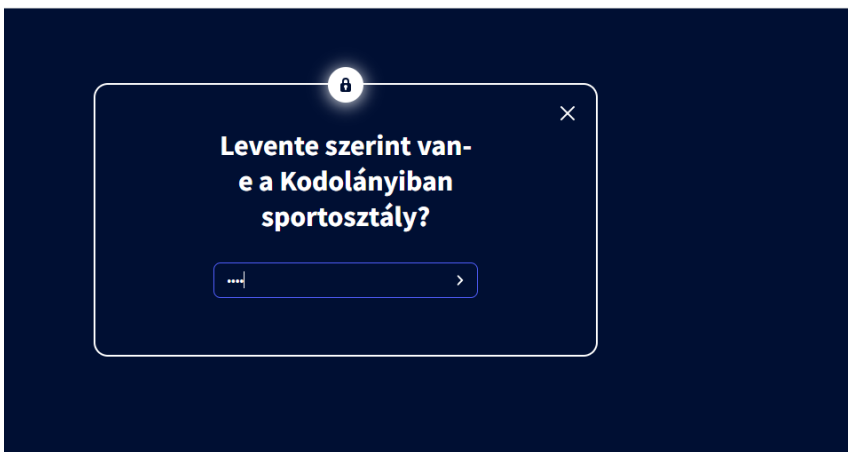 Levente szerint van-
e a Kodolányiban
sportosztály?
••••